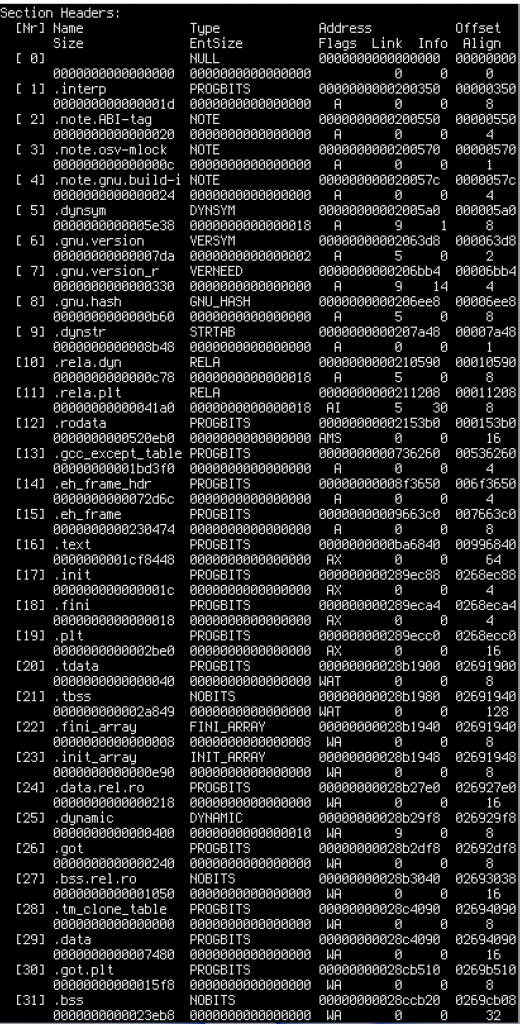 Section Headers:
[Nr] Name Type Address Offset
Size EntSize Flags Link Info Align
[ 0] NULL 0000000000000000 00000000
0000000000000000 0000000000000000 0 0 0
[ 1] .interp PROGBITS 0000000000200350 00000350
000000000000001d 0000000000000000 A 0 0 8
[ 2] .note.ABI-tag NOTE 0000000000200550 00000550
0000000000000020 0000000000000000 A 0 0 4
[ 3] .note.osv-mlock NOTE 0000000000200570 00000570
000000000000000c 0000000000000000 A 0 0 1
[ 4] .note.gnu.build-i NOTE 000000000020057c 0000057c
0000000000000024 0000000000000000 A 0 0 4
[ 5] .dynsym DYNSYM 00000000002005a0 000005a0
0000000000005e38 0000000000000018 A 9 1 8
[ 6] .gnu.version VERSYM 00000000002063d8 000063d8
00000000000007da 0000000000000002 A 5 0 2
[ 7] .gnu.version_r VERNEED 0000000000206bb4 00006bb4
0000000000000330 0000000000000000 A 9 14 4
[ 8] .gnu.hash GNU_HASH 0000000000206ee8 00006ee8
0000000000000b60 0000000000000000 A 5 0 8
[ 9] .dynstr STRTAB 0000000000207a48 00007a48
0000000000008b48 0000000000000000 A 0 0 1
[10] .rela.dyn RELA 0000000000210590 00010590
0000000000000c78 0000000000000018 A 5 0 8
[11] .rela.plt RELA 0000000000211208 00011208
00000000000041a0 0000000000000018 AI 5 30 8
[12] .rodata PROGBITS 00000000002153b0 000153b0
0000000000520eb0 0000000000000000 AMS 0 0 16
[13] .gcc_except_table PROGBITS 0000000000736260 00536260
00000000001bd3f0 0000000000000000 A 0 0 4
[14] .eh_frame_hdr PROGBITS 00000000008f3650 006f3650
0000000000072d6c 0000000000000000 A 0 0 4
[15] .eh_frame PROGBITS 00000000009663c0 007663c0
0000000000230474 0000000000000000 A 0 0 8
[16] .text PROGBITS 0000000000ba6840 00996840
0000000001cf8448 0000000000000000 AX 0 0 64
[17] .init PROGBITS 000000000289ec88 0268ec88
000000000000001c 0000000000000000 AX 0 0 4
[18] .fini PROGBITS 000000000289eca4 0268eca4
0000000000000018 0000000000000000 AX 0 0 4
[19] .plt PROGBITS 000000000289ecc0 0268ecc0
0000000000002be0 0000000000000000 AX 0 0 16
[20] .tdata PROGBITS 00000000028b1900 02691900
0000000000000040 0000000000000000 WAT 0 0 8
[21] .tbss NOBITS 00000000028b1980 02691940
000000000002a849 0000000000000000 WAT 0 0 128
[22] .fini_array FINI_ARRAY 00000000028b1940 02691940
0000000000000008 0000000000000008 WA 0 0 8
[23] .init_array INIT_ARRAY 00000000028b1948 02691948
0000000000000e90 0000000000000000 WA 0 0 8
[24] .data.rel.ro PROGBITS 00000000028b27e0 026927e0
0000000000000218 0000000000000000 WA 0 0 16
[25] .dynamic DYNAMIC 00000000028b29f8 026929f8
0000000000000400 0000000000000010 WA 9 0 8
[26] .got PROGBITS 00000000028b2df8 02692df8
0000000000000240 0000000000000000 WA 0 0 8
[27] .bss.rel.ro NOBITS 00000000028b3040 02693038
0000000000001050 0000000000000000 WA 0 0 16
[28] .tm_clone_table PROGBITS 00000000028c4090 02694090
0000000000000000 0000000000000000 WA 0 0 8
[29] .data PROGBITS 00000000028c4090 02694090
0000000000007480 0000000000000000 WA 0 0 16
[30] .got.plt PROGBITS 00000000028cb510 0269b510
00000000000015f8 0000000000000000 WA 0 0 8
[31] .bss NOBITS 00000000028ccb20 0269cb08
0000000000023eb8 0000000000000000 WA 0 0 32